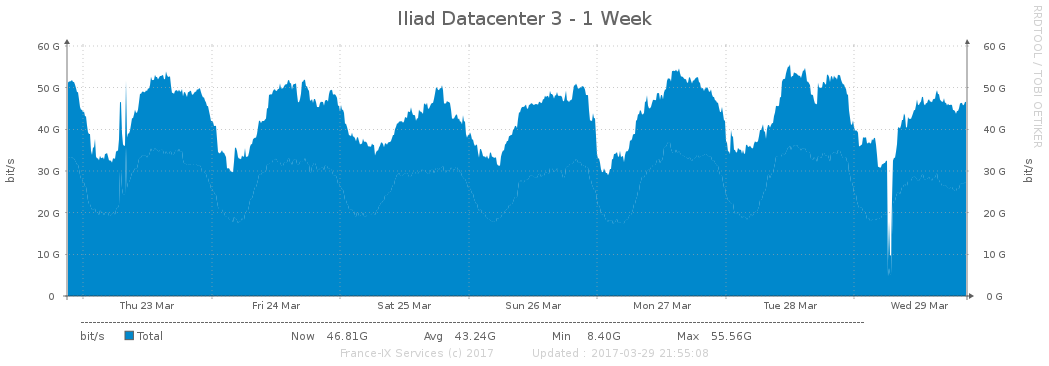 Iliad Datacenter 3 - 1 Week
RRDTOOL / TOBI OETIKER
60 G 60 G
50 G 50 G
40 G 40 G
30 G 30 G
20 G 20 G
10 G 10 G
0 0 G
bit/s bit/s
Thu 23 Mar Fri 24 Mar Sat 25 Mar Sun 26 Mar Mon 27 Mar Tue 28 Mar Wed 29 Mar
bit/s Total Now 46.81G Avg 43.24G Min 8.40G Max 55.56G
France-IX Services (c) 2017 Updated : 2017-03-29 21:55:08